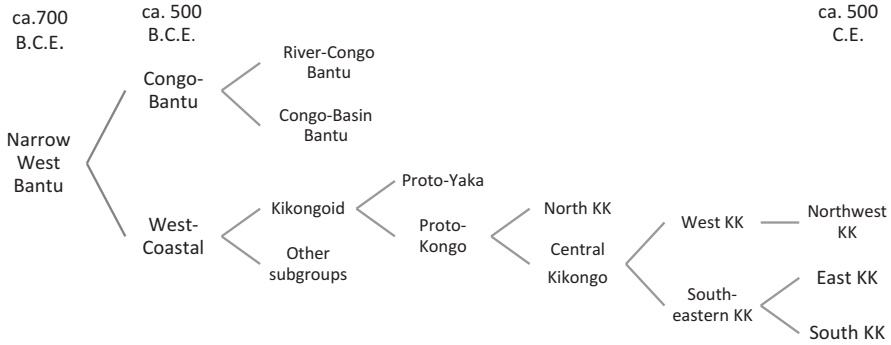 ca.700
B.C.E.
ca. 500
B.C.E.
ca. 500
C.E.
River-Congo
Bantu
Congo-
Bantu
Congo-Basin
Bantu
Narrow
West
Bantu
Proto-Yaka
Kikongoid
North KK
Northwest
KK
West-
Coastal
Proto-
Kongo
West KK
Other
subgroups
Central
Kikongo
East KK
South-
eastern KK
South KK